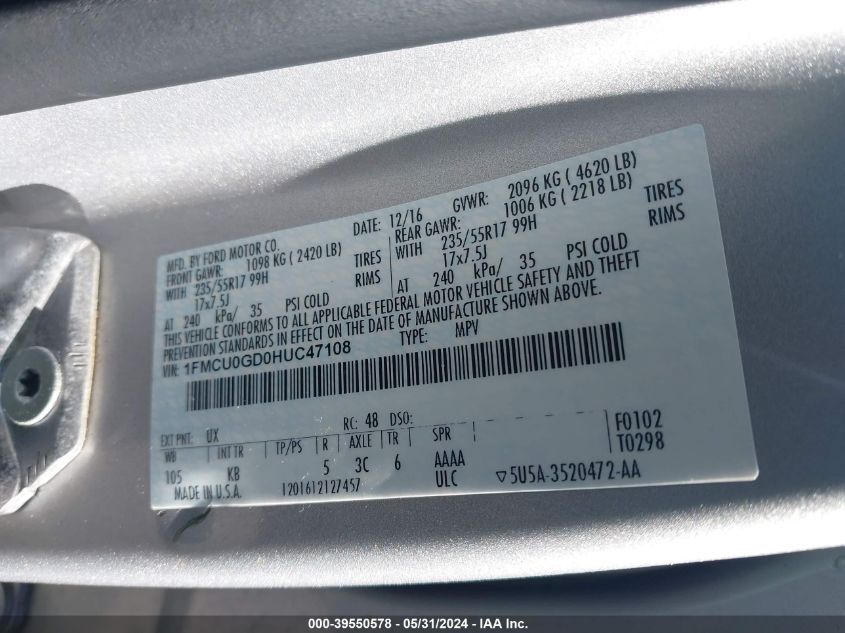 MFD. BY FORD MOTOR CO. DATE: 12/16 GVWR: 2096 KG ( 4620 LB)
FRONT GAWR: 1098 KG ( 2420 LB) REAR GAWR: 1006 KG ( 2218 LB)
WITH 235/55R17 99H TIRES WITH 235/55R17 99H TIRES
17x7.5J RIMS 17x7.5J RIMS
AT 240 kPa/ 35 PSI COLD AT 240 kPa/ 35 PSI COLD
THIS VEHICLE CONFORMS TO ALL APPLICABLE FEDERAL MOTOR VEHICLE SAFETY AND THEFT
PREVENTION STANDARDS IN EFFECT ON THE DATE OF MANUFACTURE SHOWN ABOVE.
VIN: 1FMCU0GD0HUC47108 TYPE: MPV
EXT PNT: UX RC: 48 DSO: F0102
WB INT TR TP/PS R AXLE TR SPR T0298
105 KB 5 3C 6 AAAA
MADE IN U.S.A. 1201612127457 ULC ▽5U5A-3520472-AA
000-39550578 - 05/31/2024 - COPYRIGHT IAA, INC.